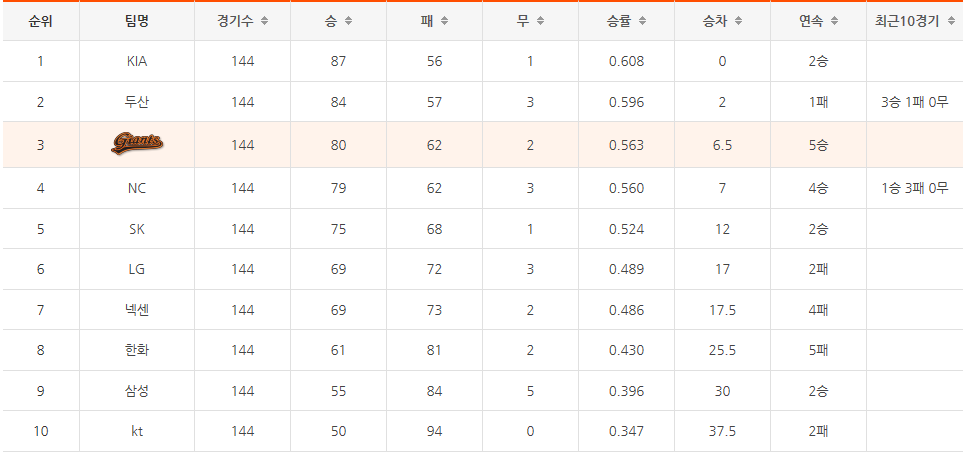 순위 팀명 경기수 승 패 무 승률 승차 연속 최근10경기
1 KIA 144 87 56 1 0.608 0 2승
2 두산 144 84 57 3 0.596 2 1패 3승 1패 0무
3 Giants 144 80 62 2 0.563 6.5 5승
4 NC 144 79 62 3 0.560 7 4승 1승 3패 0무
5 SK 144 75 68 1 0.524 12 2승
6 LG 144 69 72 3 0.489 17 2패
7 넥센 144 69 73 2 0.486 17.5 4패
8 한화 144 61 81 2 0.430 25.5 5패
9 삼성 144 55 84 5 0.396 30 2승
10 kt 144 50 94 0 0.347 37.5 2패